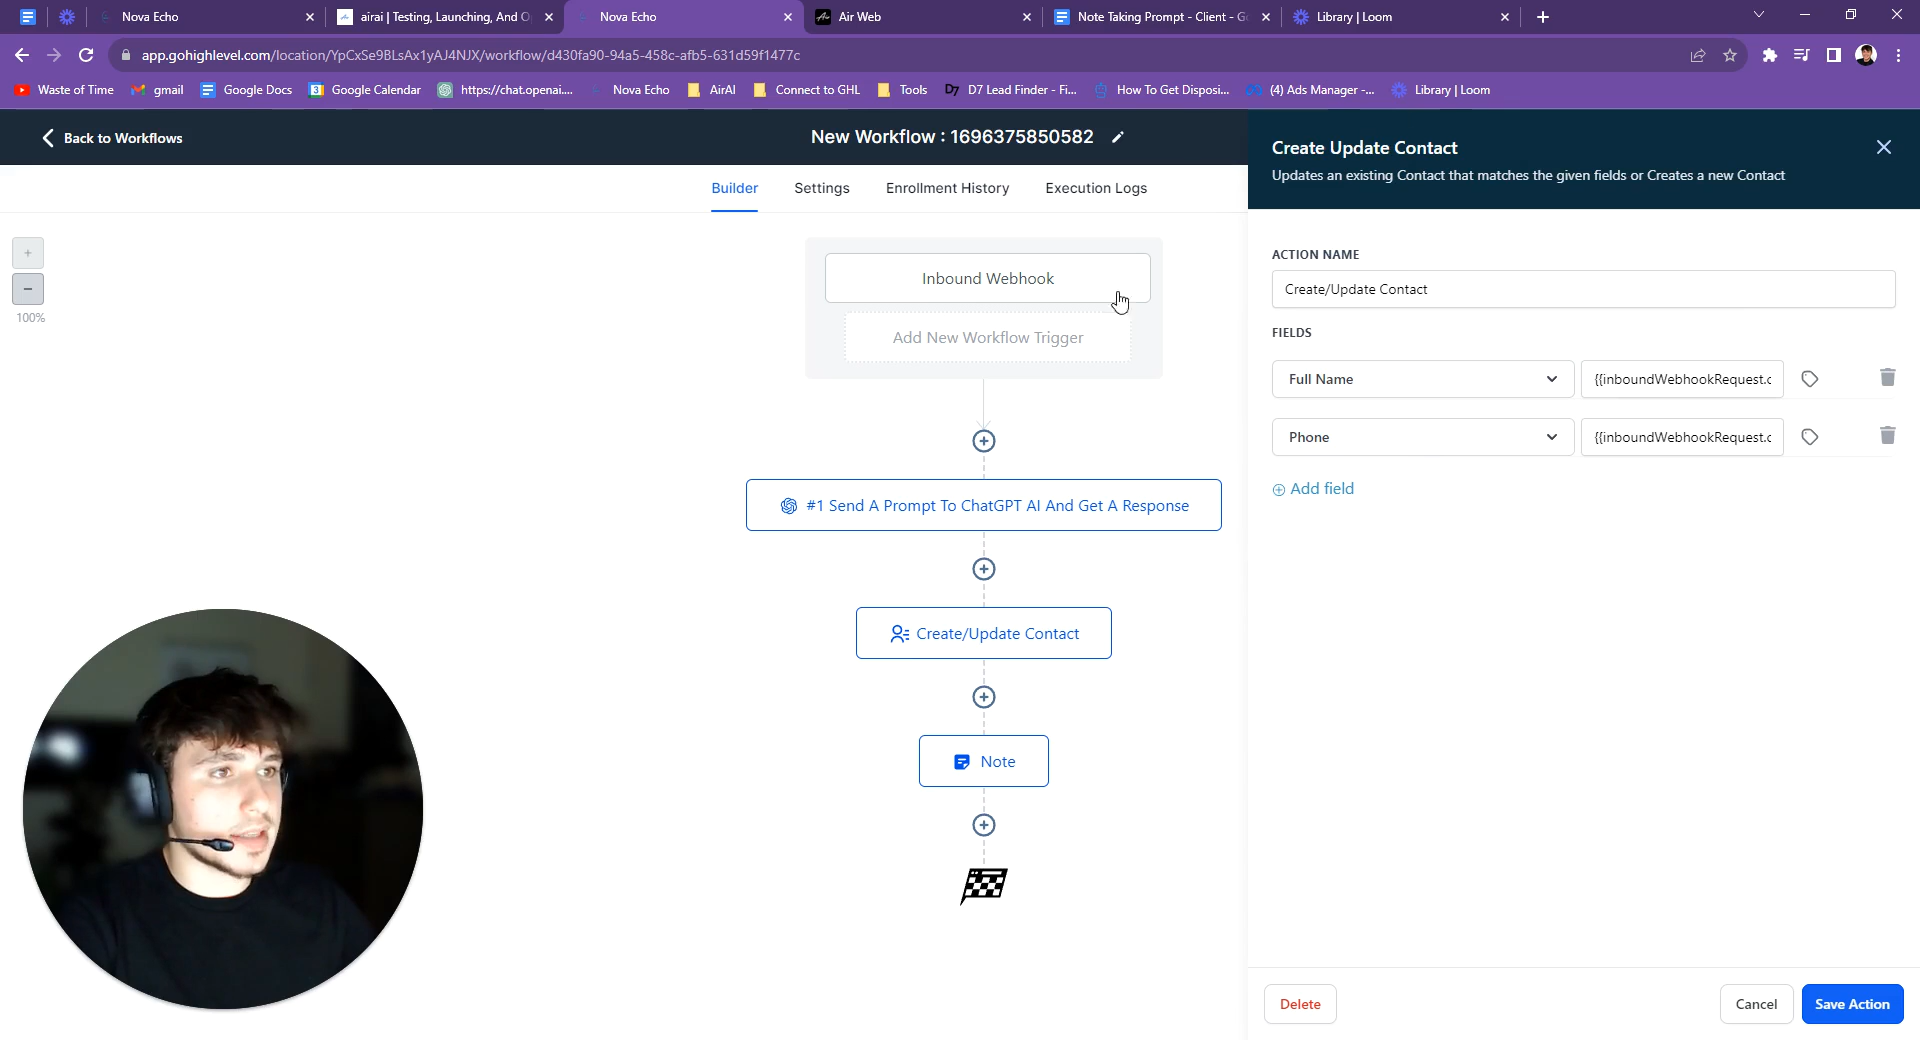 Nova Echo
airai | Testing, Launching, And O
Nova Echo
Air Web
Note Taking Prompt - Client - G
Library | Loom
app.gohighlevel.com/location/YpCxSe9BLsAx1yAJ4NJX/workflow/d430fa90-94a5-458c-afb5-631d59f1477c
Waste of Time
gmail
Google Docs
Google Calendar
https://chat.openai....
Nova Echo
AirAI
Connect to GHL
Tools
D7 Lead Finder - Fi...
How To Get Disposi...
(4) Ads Manager -...
Library | Loom
Back to Workflows
New Workflow : 1696375850582
Builder
Settings
Enrollment History
Execution Logs
100%
Inbound Webhook
Add New Workflow Trigger
#1 Send A Prompt To ChatGPT AI And Get A Response
Create/Update Contact
Note
Create Update Contact
Updates an existing Contact that matches the given fields or Creates a new Contact
ACTION NAME
Create/Update Contact
FIELDS
Full Name
{{inboundWebhookRequest.c
Phone
{{inboundWebhookRequest.c
Add field
Delete
Cancel
Save Action